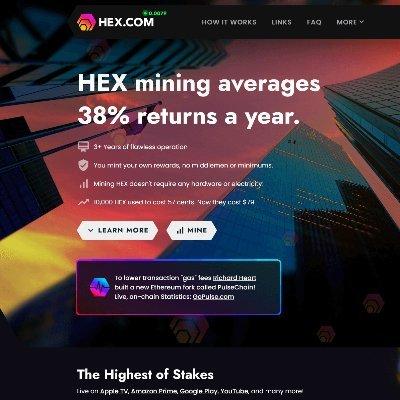 HEX.COM
0.0079
HOW IT WORKS
LINKS
FAQ
MORE
HEX mining averages
38% returns a year.
3+ Years of flawless operation
You mint your own rewards, no middlemen or minimums.
Mining HEX doesn't require any hardware or electricity.
10,000 HEX used to cost 57 cents. Now they cost $79
LEARN MORE
MINE
To lower transaction "gas" fees Richard Heart
built a new Ethereum fork called PulseChain!
Live, on-chain Statistics: GoPulse.com
The Highest of Stakes
Live on Apple TV, Amazon Prime, Google Play, YouTube, and many more!